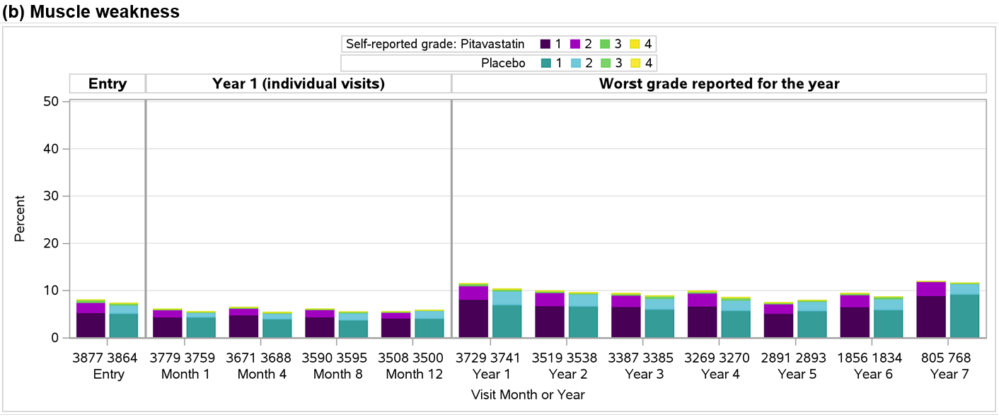 (b) Muscle weakness
Self-reported grade: Pitavastatin 1 2 3 4
Placebo 1 2 3 4
Entry Year 1 (individual visits) Worst grade reported for the year
50
40
30
20
10
0
Percent
3877 3864 3779 3759 3671 3688 3590 3595 3508 3500 3729 3741 3519 3538 3387 3385 3269 3270 2891 2893 1856 1834 805 768
Entry Month 1 Month 4 Month 8 Month 12 Year 1 Year 2 Year 3 Year 4 Year 5 Year 6 Year 7
Visit Month or Year